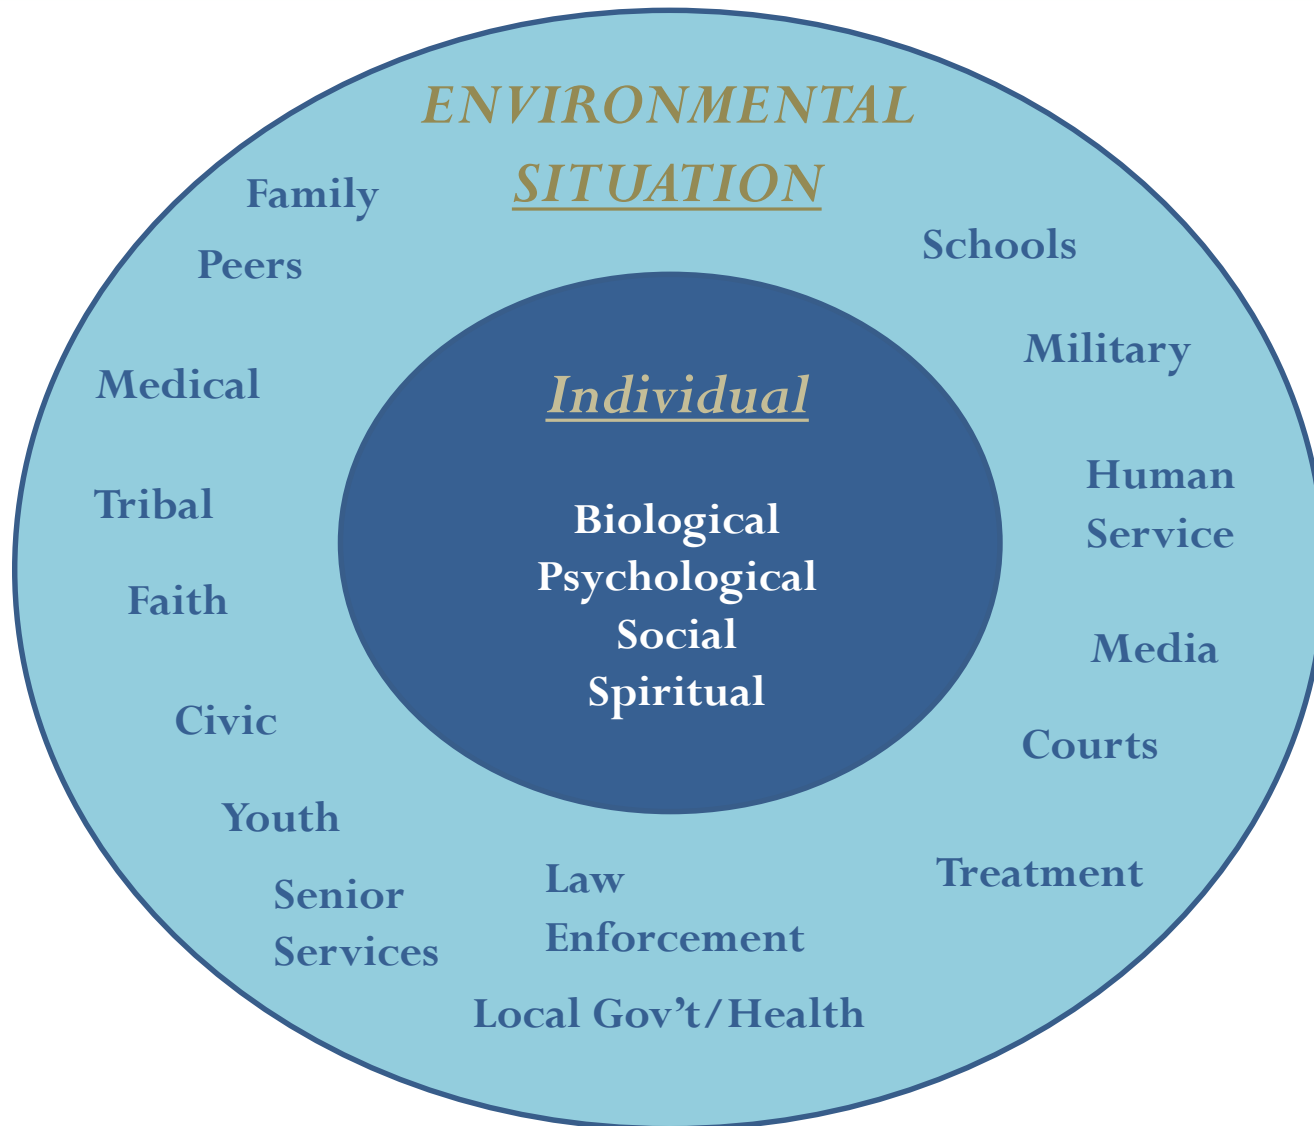 ENVIRONMENTAL
SITUATION
Family
Peers
Medical
Tribal
Faith
Civic
Youth
Senior
Services
Individual
Biological
Psychological
Social
Spiritual
Law
Enforcement
Local Gov’t/Health
Schools
Military
Human
Service
Media
Courts
Treatment